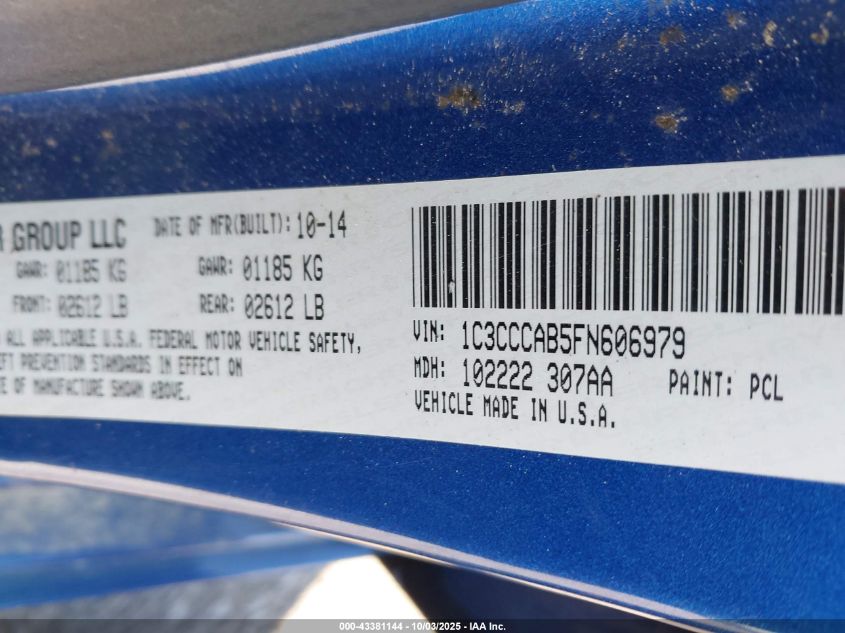 R GROUP LLC DATE OF MFR(BUILT): 10-14
GAWR: 01185 KG GAWR: 01185 KG
FRONT: 02612 LB REAR: 02612 LB
ALL APPLICABLE U.S.A. FEDERAL MOTOR VEHICLE SAFETY,
EFT PREVENTION STANDARDS IN EFFECT ON
E OF MANUFACTURE SHOWN ABOVE.
VIN: 1C3CCCAB5FN606979
MDH: 102222 307AA PAINT: PCL
VEHICLE MADE IN U.S.A.
000-43381144 - 10/03/2025 - IAA Inc.